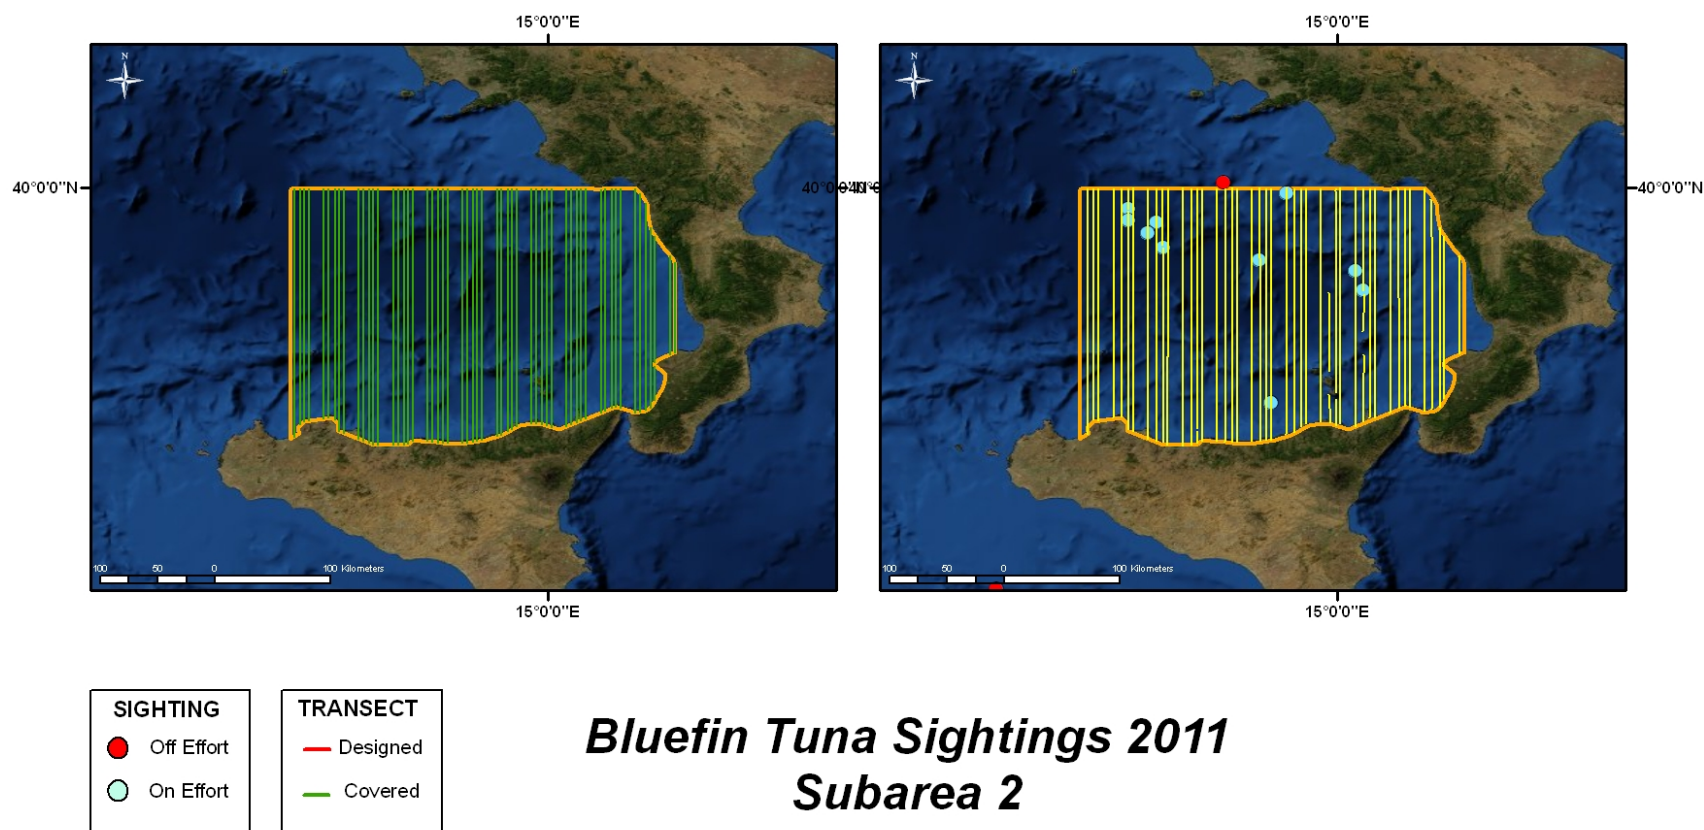 15°0'0"E
15°0'0"E
N
N
40°0'0"N
40°0'0"N
100 50 0 100 Kilometers
100 50 0 100 Kilometers
15°0'0"E
15°0'0"E
SIGHTING
Off Effort
On Effort
TRANSECT
Designed
Covered
Bluefin Tuna Sightings 2011
Subarea 2